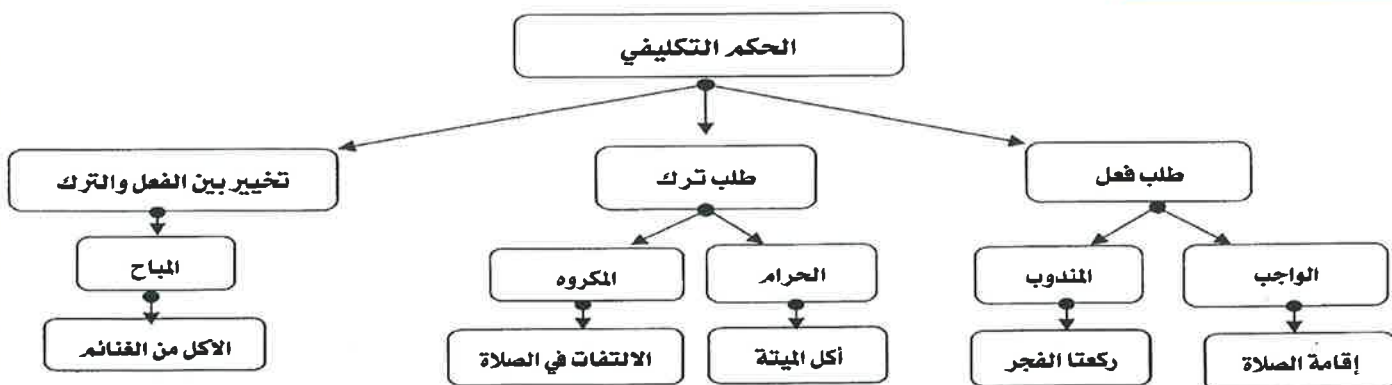 الحكم التكليفي
طلب فعل
طلب ترك
تخيير بين الفعل والترك
الواجب
المندوب
الحرام
المكروه
المباح
إقامة الصلاة
ركعتا الفجر
أكل الميتة
الالتفات في الصلاة
الاكل من الغنائم